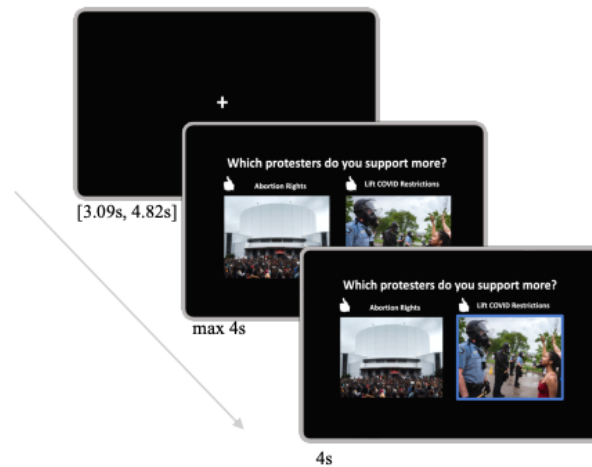 +
[3.09s, 4.82s]
Which protesters do you support more?
Abortion Rights
Lift COVID Restrictions
max 4s
Which protesters do you support more?
Abortion Rights
Lift COVID Restrictions
4s